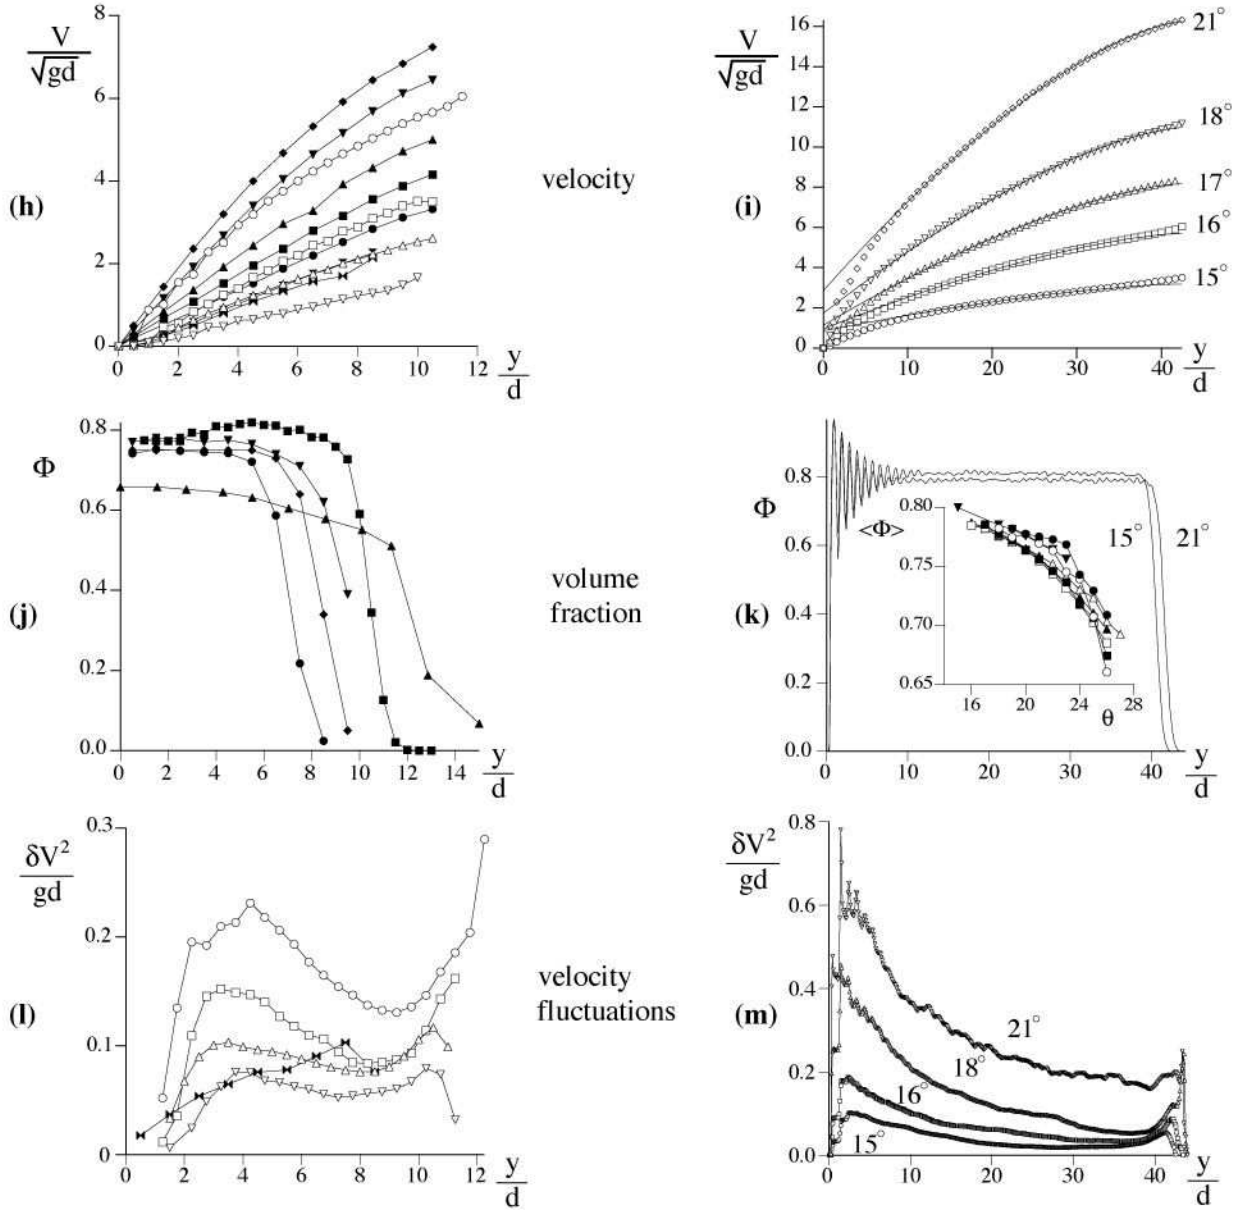 V
√gd
8
6
4
2
0
0 2 4 6 8 10 12
y
d
(h)
velocity
V
√gd
16
14
12
10
8
6
4
2
0
0 10 20 30 40
y
d
21°
18°
17°
16°
15°
(i)
Φ
0.8
0.6
0.4
0.2
0.0
0 2 4 6 8 10 12 14
y
d
(j)
volume
fraction
Φ
0.8
0.6
0.4
0.2
0.0
0 10 20 30 40
y
d
<Φ>
0.80
0.75
0.70
0.65
16 20 24 28
θ
15° 21°
(k)
δV²
gd
0.3
0.2
0.1
0
0 2 4 6 8 10 12
y
d
(l)
velocity
fluctuations
δV²
gd
0.8
0.6
0.4
0.2
0.0
0 10 20 30 40
y
d
21°
18°
16°
15°
(m)